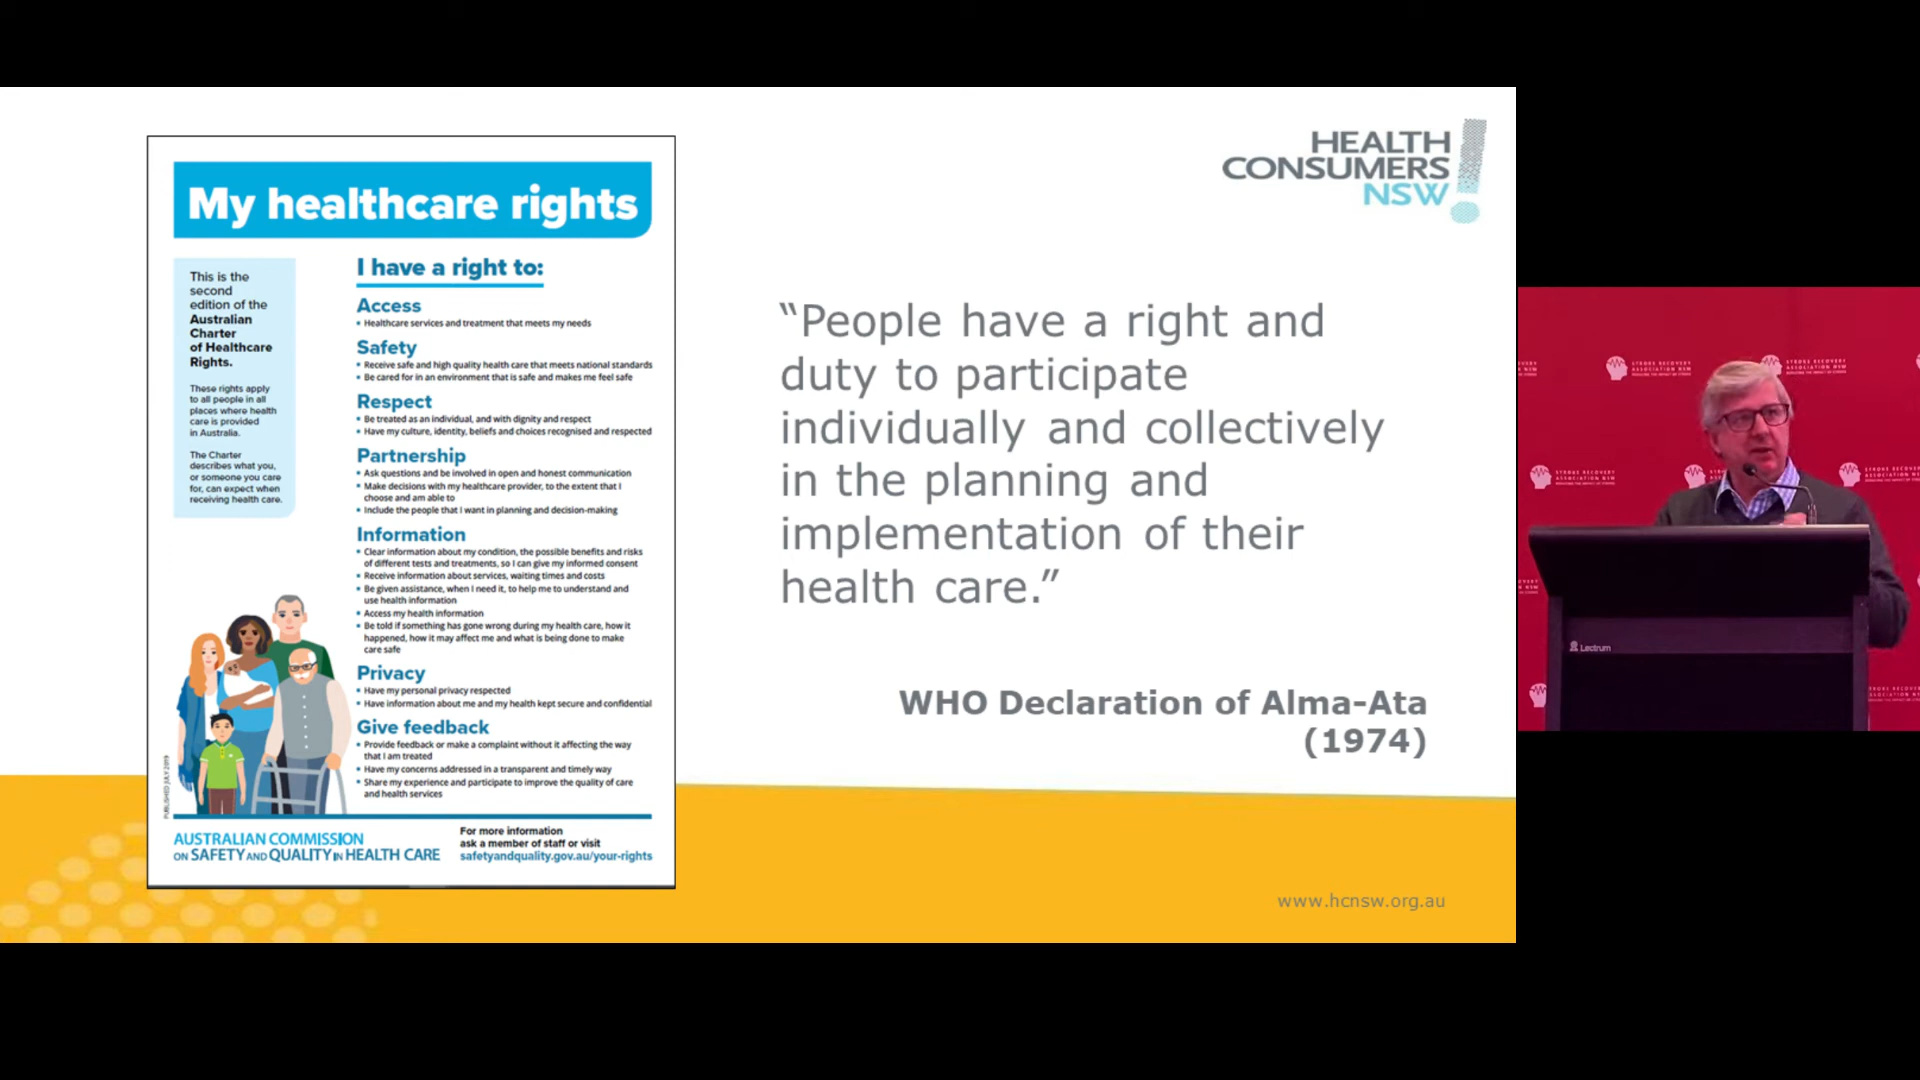 My healthcare rights
This is the
second
edition of the
Australian
Charter
of Healthcare
Rights.
These rights apply
to all people in all
places where health
care is provided
in Australia.
The Charter
describes what you,
or someone you care
for, can expect when
receiving health care.
I have a right to:
Access
• Healthcare services and treatment that meets my needs
Safety
• Receive safe and high quality health care that meets national standards
• Be cared for in an environment that is safe and makes me feel safe
Respect
• Be treated as an individual, and with dignity and respect
• Have my culture, identity, beliefs and choices recognised and respected
Partnership
• Ask questions and be involved in open and honest communication
• Make decisions with my healthcare provider, to the extent that I
choose and am able to
• Include the people that I want in planning and decision-making
Information
• Clear information about my condition, the possible benefits and risks
of different tests and treatments, so I can give my informed consent
• Receive information about services, waiting times and costs
• Be given assistance, when I need it, to help me to understand and
use health information
• Access my health information
• Be told if something has gone wrong during my health care, how it
happened, how it may affect me and what is being done to make
care safe
Privacy
• Have my personal privacy respected
• Have information about me and my health kept secure and confidential
Give feedback
• Provide feedback or make a complaint without it affecting the way
that I am treated
• Have my concerns addressed in a transparent and timely way
• Share my experience and participate to improve the quality of care
and health services
PUBLISHED JULY 2019
AUSTRALIAN COMMISSION
ON SAFETY AND QUALITY IN HEALTH CARE
For more information
ask a member of staff or visit
safetyandquality.gov.au/your-rights
HEALTH
CONSUMERS
NSW
“People have a right and
duty to participate
individually and collectively
in the planning and
implementation of their
health care.”
WHO Declaration of Alma-Ata
(1974)
www.hcnsw.org.au
STROKE RECOVERY
ASSOCIATION NSW
STROKE RECOVERY
ASSOCIATION NSW
STROKE RECOVERY
ASSOCIATION NSW
Lectrum